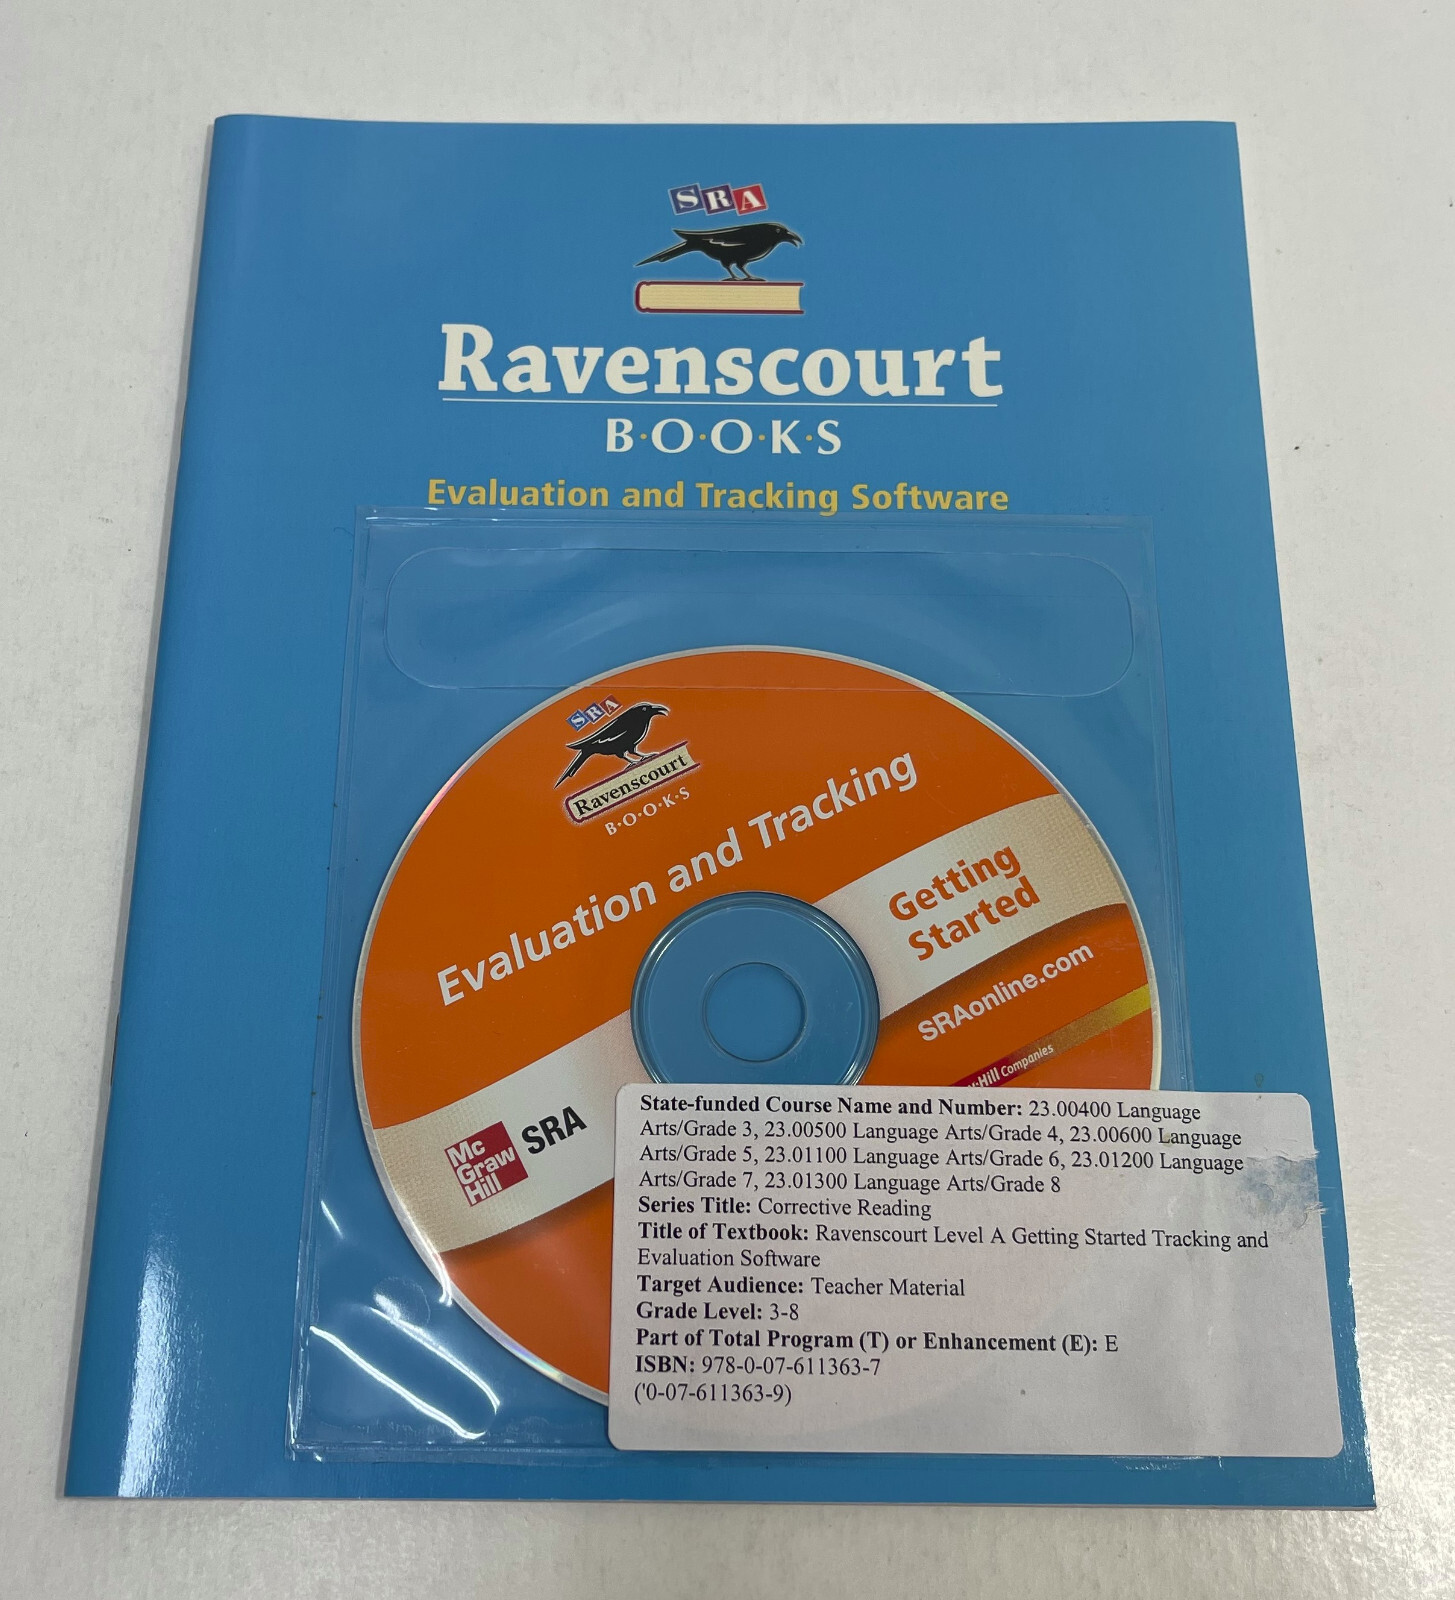 SRA
Ravenscourt
B·O·O·K·S
Evaluation and Tracking Software
SRA
Ravenscourt
B·O·O·K·S
Evaluation and Tracking
Getting
Started
SRAonline.com
Hill Companies
Mc
Graw
Hill
SRA
State-funded Course Name and Number: 23.00400 Language
Arts/Grade 3, 23.00500 Language Arts/Grade 4, 23.00600 Language
Arts/Grade 5, 23.01100 Language Arts/Grade 6, 23.01200 Language
Arts/Grade 7, 23.01300 Language Arts/Grade 8
Series Title: Corrective Reading
Title of Textbook: Ravenscourt Level A Getting Started Tracking and
Evaluation Software
Target Audience: Teacher Material
Grade Level: 3-8
Part of Total Program (T) or Enhancement (E): E
ISBN: 978-0-07-611363-7
('0-07-611363-9)